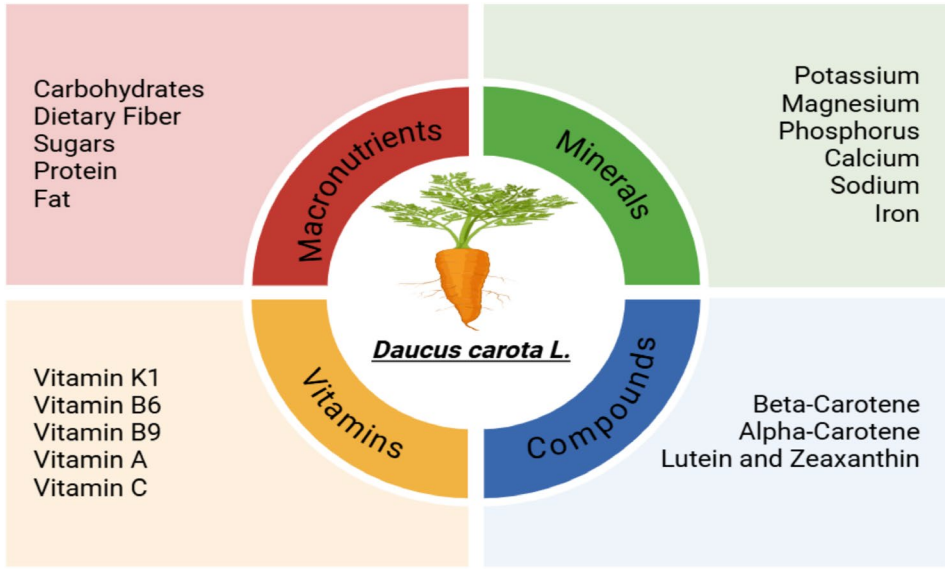 Macronutrients
Carbohydrates
Dietary Fiber
Sugars
Protein
Fat
Minerals
Potassium
Magnesium
Phosphorus
Calcium
Sodium
Iron
Daucus carota L.
Vitamins
Vitamin K1
Vitamin B6
Vitamin B9
Vitamin A
Vitamin C
Compounds
Beta-Carotene
Alpha-Carotene
Lutein and Zeaxanthin